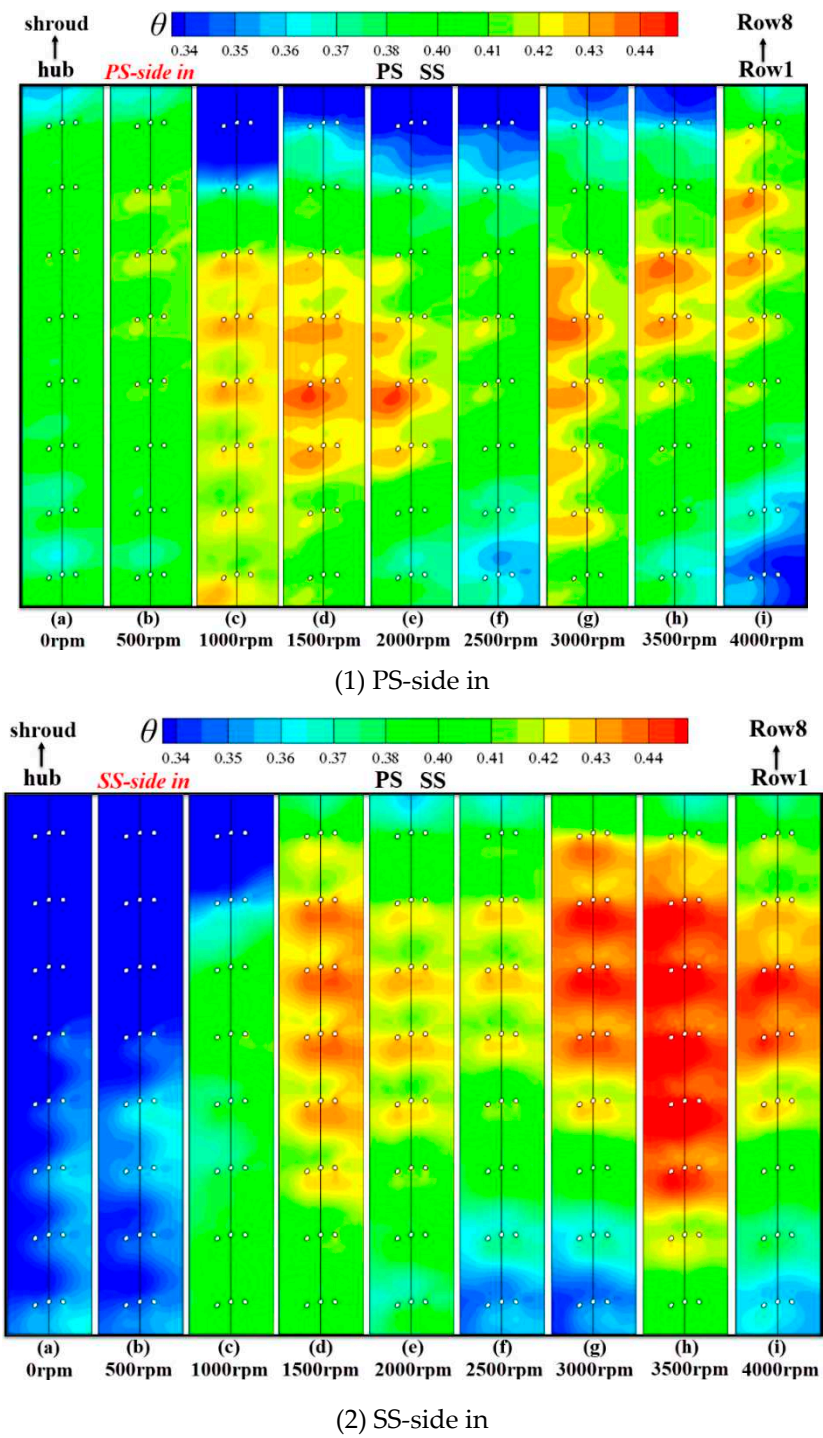 shroud θ Row8
0.34 0.35 0.36 0.37 0.38 0.40 0.41 0.42 0.43 0.44
hub PS-side in PS SS Row1
(a) (b) (c) (d) (e) (f) (g) (h) (i)
0rpm 500rpm 1000rpm 1500rpm 2000rpm 2500rpm 3000rpm 3500rpm 4000rpm
(1) PS-side in
shroud θ Row8
0.34 0.35 0.36 0.37 0.38 0.40 0.41 0.42 0.43 0.44
hub SS-side in PS SS Row1
(a) (b) (c) (d) (e) (f) (g) (h) (i)
0rpm 500rpm 1000rpm 1500rpm 2000rpm 2500rpm 3000rpm 3500rpm 4000rpm
(2) SS-side in